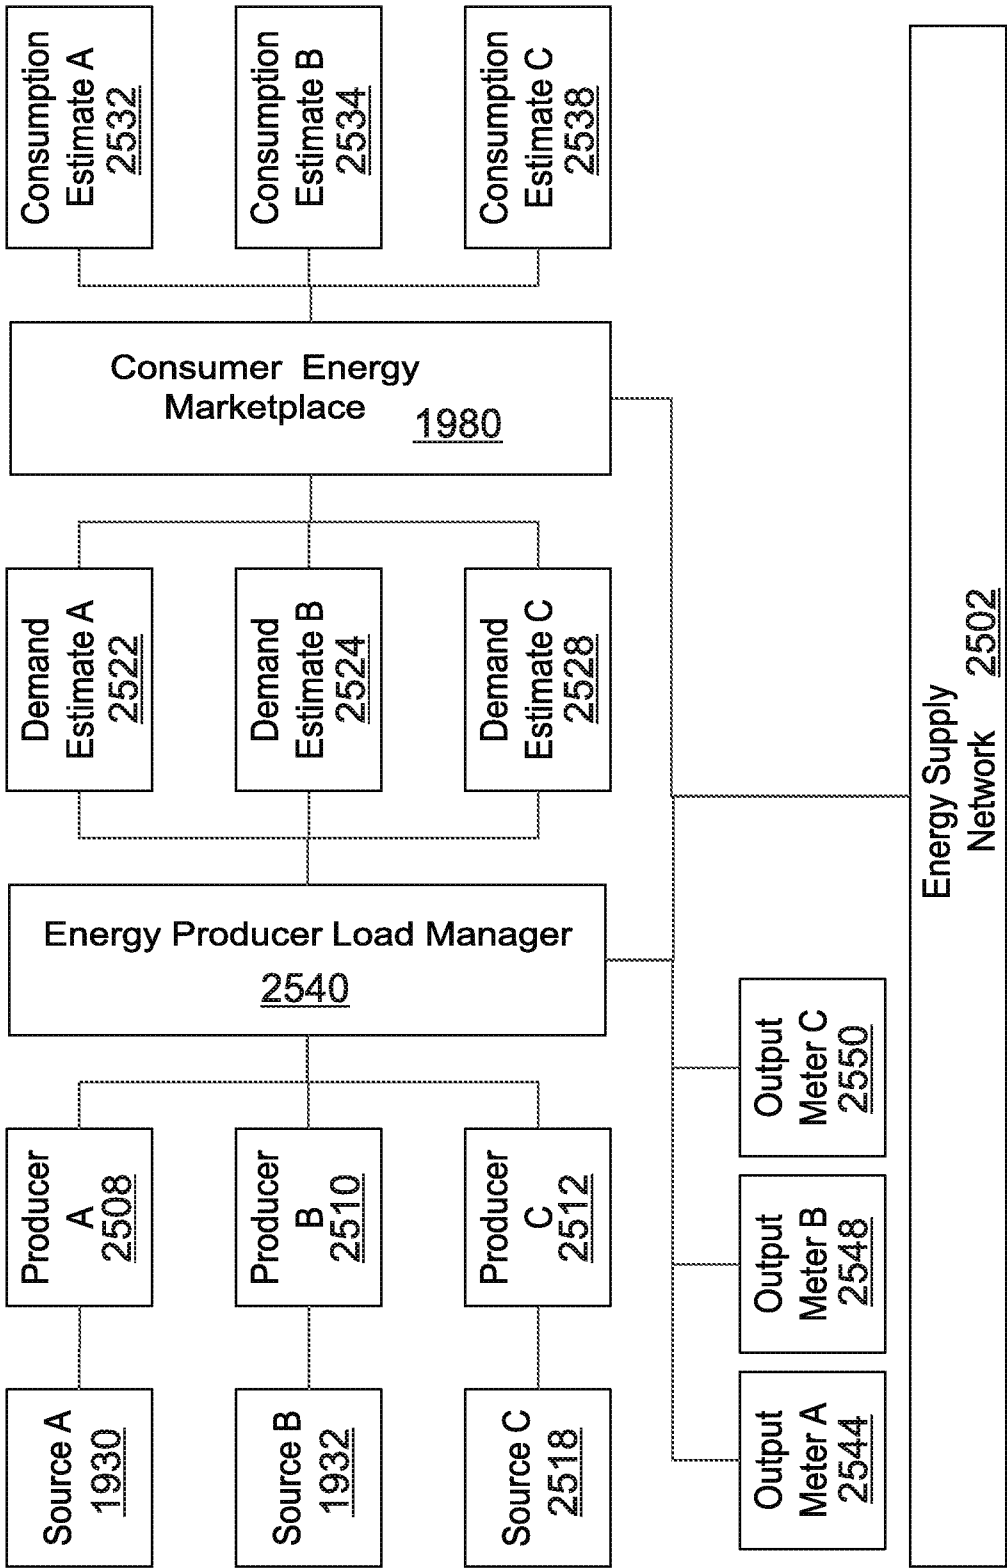 Consumption
Estimate A
2532
Consumption
Estimate B
2534
Consumption
Estimate C
2538
Consumer Energy
Marketplace
1980
Demand
Estimate A
2522
Demand
Estimate B
2524
Demand
Estimate C
2528
Energy Producer Load Manager
2540
Producer
A
2508
Producer
B
2510
Producer
C
2512
Source A
1930
Source B
1932
Source C
2518
Output
Meter A
2544
Output
Meter B
2548
Output
Meter C
2550
Energy Supply
Network 2502